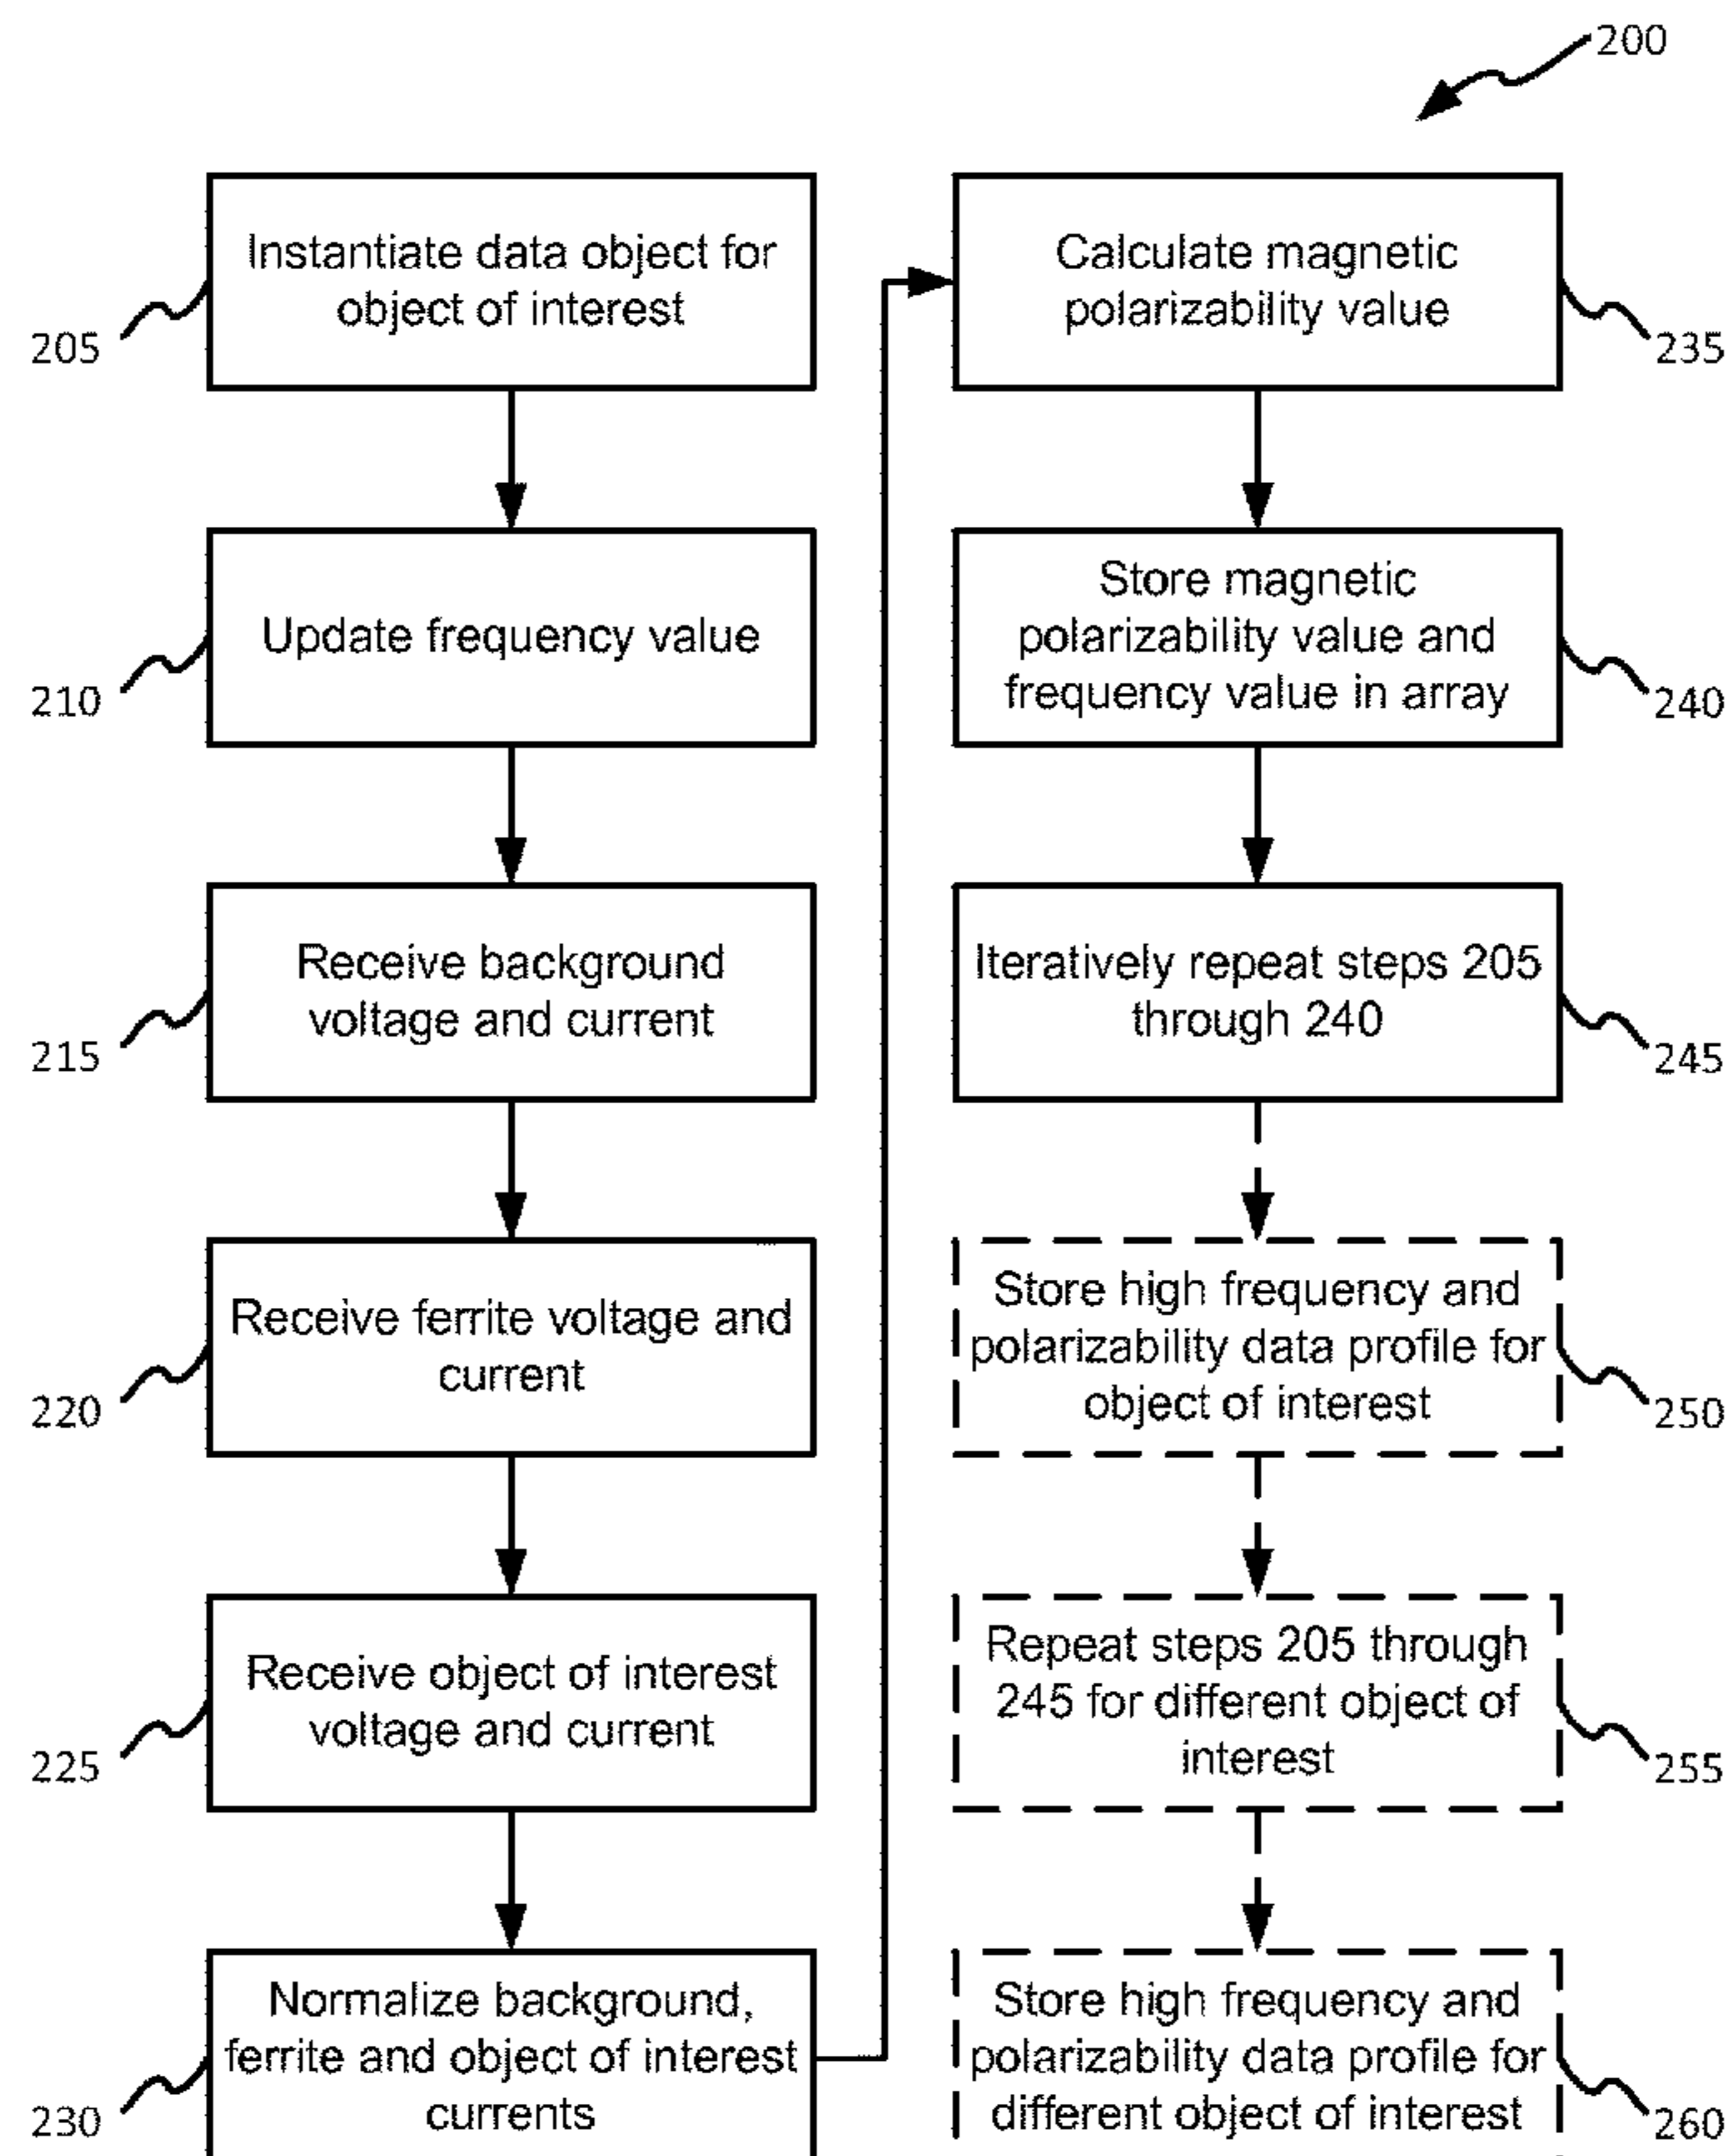 200
Instantiate data object for
object of interest
205
Update frequency value
210
Receive background
voltage and current
215
Receive ferrite voltage and
current
220
Receive object of interest
voltage and current
225
Normalize background,
ferrite and object of interest
currents
230
Calculate magnetic
polarizability value
235
Store magnetic
polarizability value and
frequency value in array
240
Iteratively repeat steps 205
through 240
245
Store high frequency and
polarizability data profile for
object of interest
250
Repeat steps 205 through
245 for different object of
interest
255
Store high frequency and
polarizability data profile for
different object of interest
260